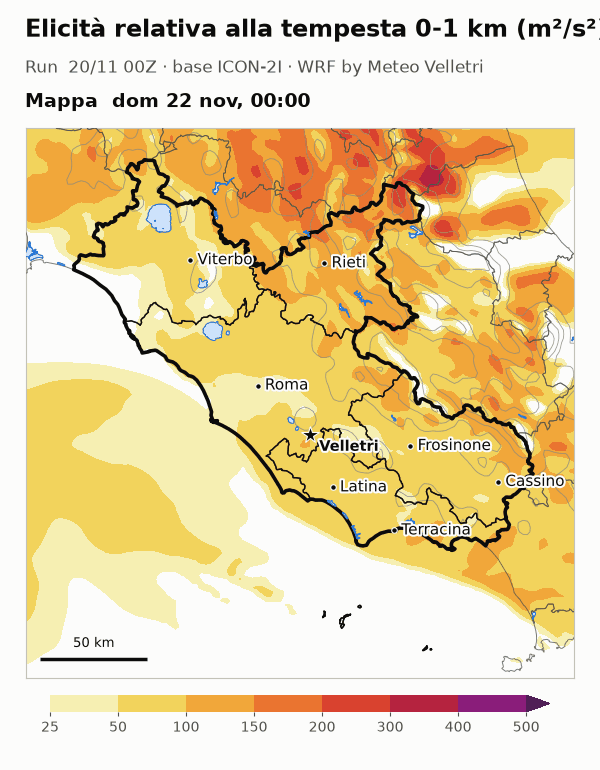 Elicità relativa alla tempesta 0-1 km (m²/s²)
Run  20/11 00Z · base ICON-2I · WRF by Meteo Velletri
Mappa  dom 22 nov, 00:00
Viterbo
Rieti
Roma
Velletri
Frosinone
Cassino
Latina
Terracina
50 km
25 50 100 150 200 300 400 500